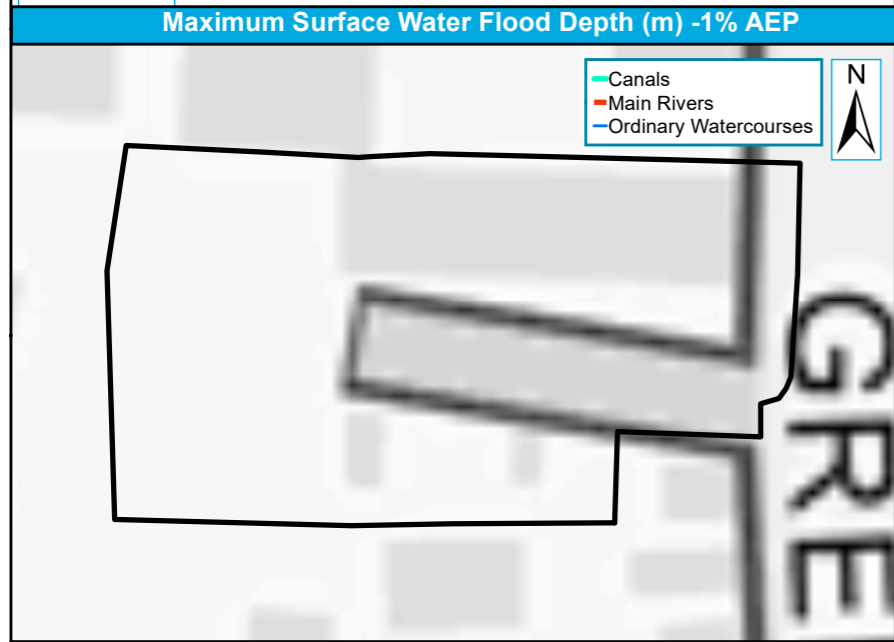 Maximum Surface Water Flood Depth (m) -1% AEP
Canals
Main Rivers
Ordinary Watercourses
N
GRE